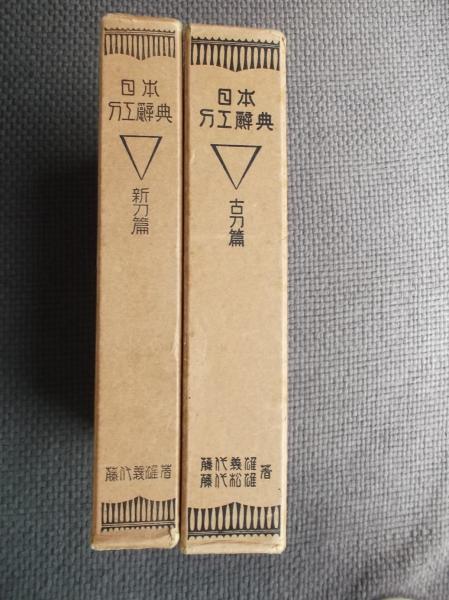 日本
刀工辭典
新刀篇
藤代義雄著
日本
刀工辭典
古刀篇
藤代義雄
藤代松雄
著